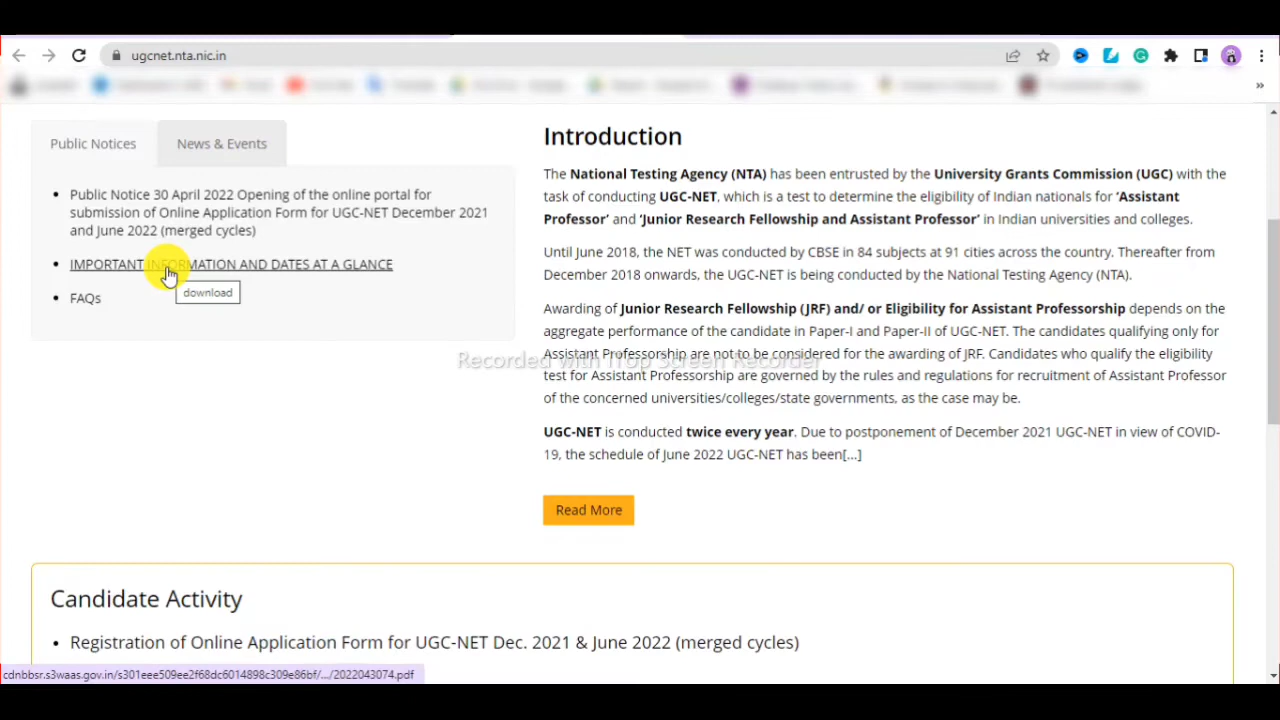 ugcnet.nta.nic.in
»
Public Notices
News & Events
• Public Notice 30 April 2022 Opening of the online portal for
submission of Online Application Form for UGC-NET December 2021
and June 2022 (merged cycles)
• IMPORTANT INFORMATION AND DATES AT A GLANCE
download
• FAQs
Introduction
The National Testing Agency (NTA) has been entrusted by the University Grants Commission (UGC) with the
task of conducting UGC-NET, which is a test to determine the eligibility of Indian nationals for ‘Assistant
Professor’ and ‘Junior Research Fellowship and Assistant Professor’ in Indian universities and colleges.
Until June 2018, the NET was conducted by CBSE in 84 subjects at 91 cities across the country. Thereafter from
December 2018 onwards, the UGC-NET is being conducted by the National Testing Agency (NTA).
Awarding of Junior Research Fellowship (JRF) and/ or Eligibility for Assistant Professorship depends on the
aggregate performance of the candidate in Paper-I and Paper-II of UGC-NET. The candidates qualifying only for
Assistant Professorship are not to be considered for the awarding of JRF. Candidates who qualify the eligibility
test for Assistant Professorship are governed by the rules and regulations for recruitment of Assistant Professor
of the concerned universities/colleges/state governments, as the case may be.
UGC-NET is conducted twice every year. Due to postponement of December 2021 UGC-NET in view of COVID-
19, the schedule of June 2022 UGC-NET has been[...]
Read More
Recorded with iTop Screen Recorder
Candidate Activity
• Registration of Online Application Form for UGC-NET Dec. 2021 & June 2022 (merged cycles)
cdnbbsr.s3waas.gov.in/s301eee509ee2f68dc6014898c309e86bf/.../2022043074.pdf